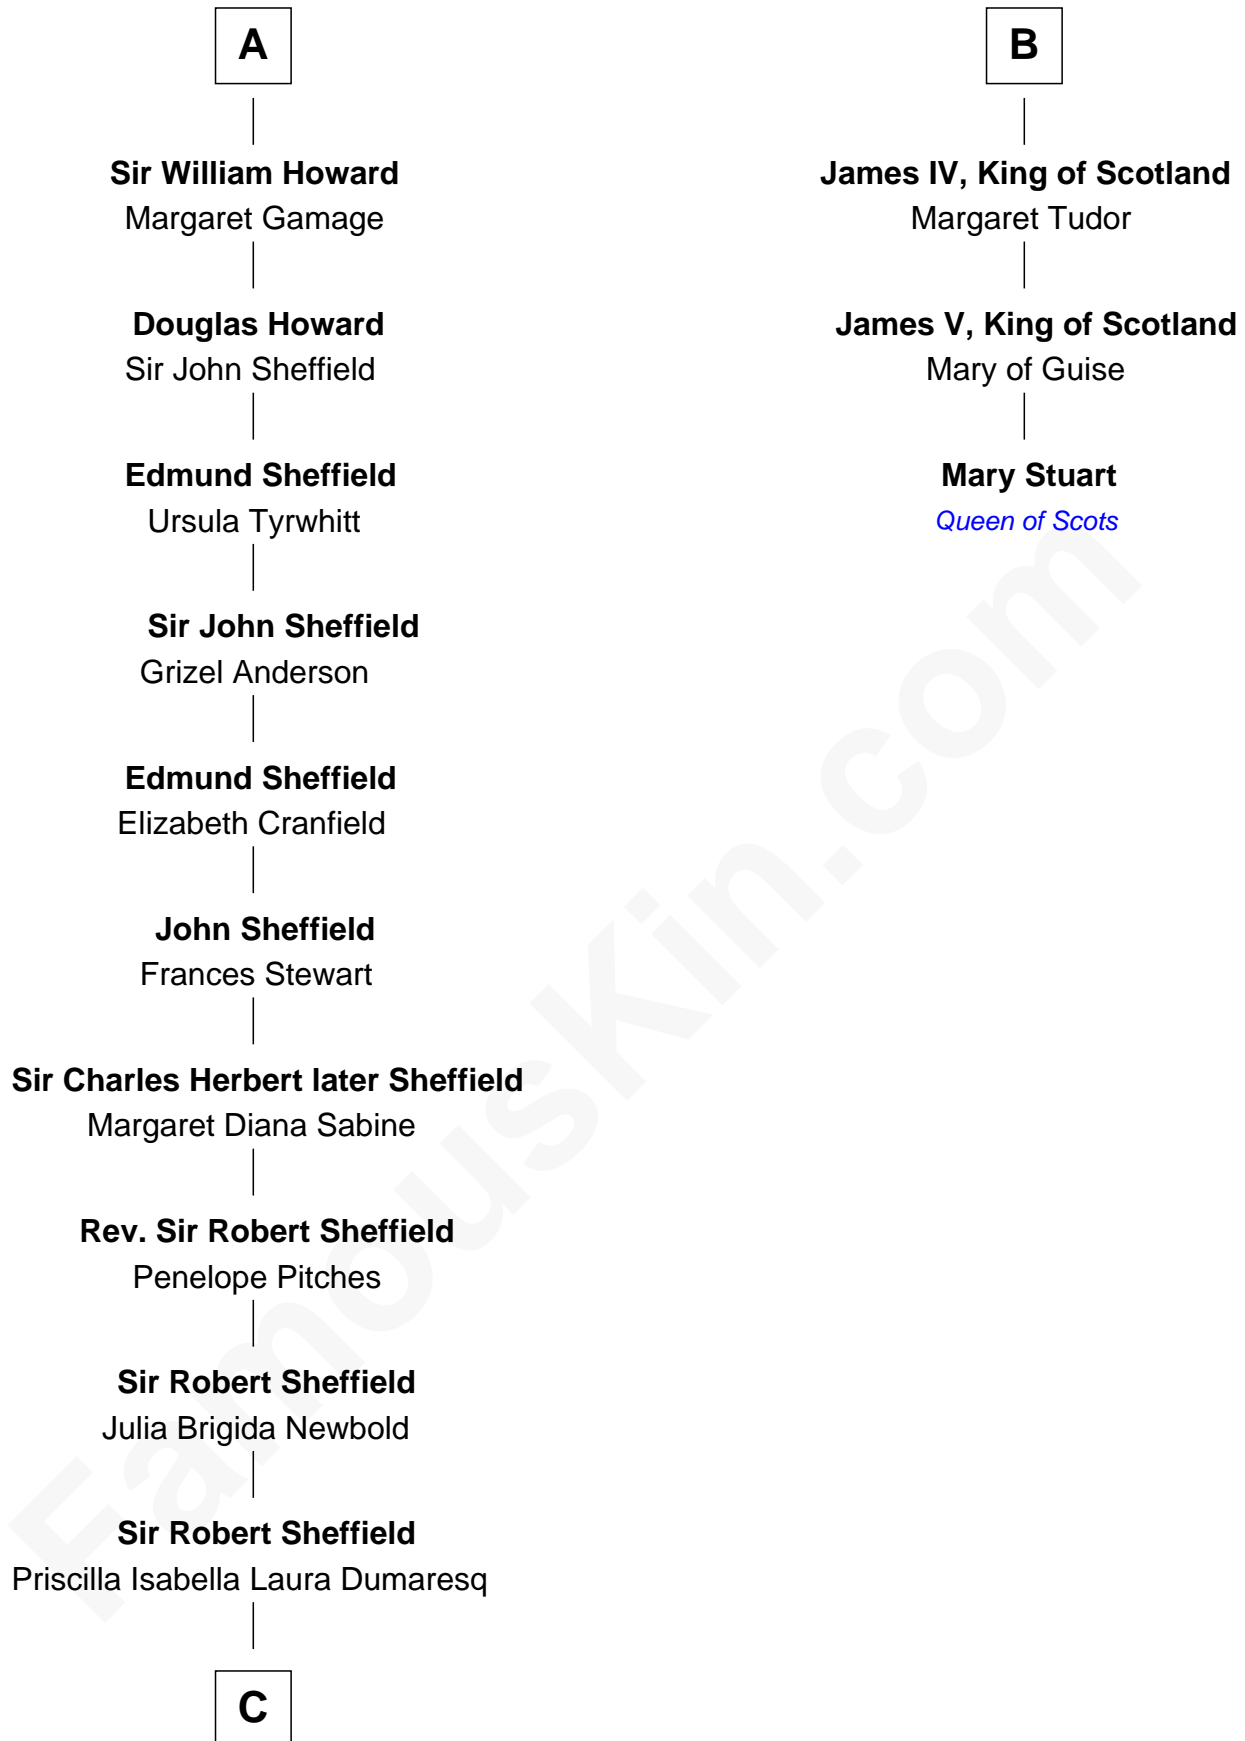 A
Sir William Howard
Margaret Gamage
Douglas Howard
Sir John Sheffield
Edmund Sheffield
Ursula Tyrwhitt
Sir John Sheffield
Grizel Anderson
Edmund Sheffield
Elizabeth Cranfield
John Sheffield
Frances Stewart
Sir Charles Herbert later Sheffield
Margaret Diana Sabine
Rev. Sir Robert Sheffield
Penelope Pitches
Sir Robert Sheffield
Julia Brigida Newbold
Sir Robert Sheffield
Priscilla Isabella Laura Dumaresq
C
B
James IV, King of Scotland
Margaret Tudor
James V, King of Scotland
Mary of Guise
Mary Stuart
Queen of Scots
FamousKin.com